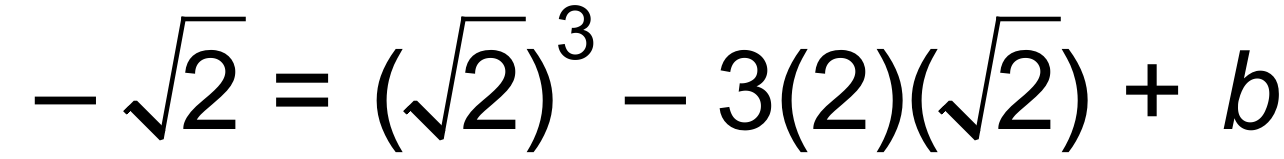 − √2 = (√2)³ − 3(2)(√2) + b